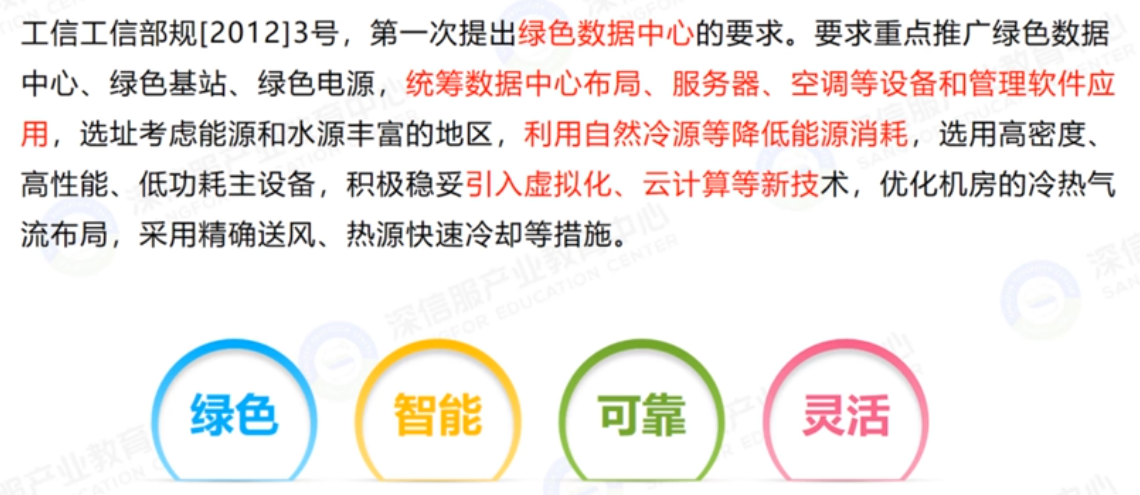 工信工信部规[2012]3号，第一次提出绿色数据中心的要求。要求重点推广绿色数据
中心、绿色基站、绿色电源，统筹数据中心布局、服务器、空调等设备和管理软件应
用，选址考虑能源和水源丰富的地区，利用自然冷源等降低能源消耗，选用高密度、
高性能、低功耗主设备，积极稳妥引入虚拟化、云计算等新技术，优化机房的冷热气
流布局，采用精确送风、热源快速冷却等措施。
深信服产业教育中心
SANGFOR EDUCATION CENTER
绿色
智能
可靠
灵活